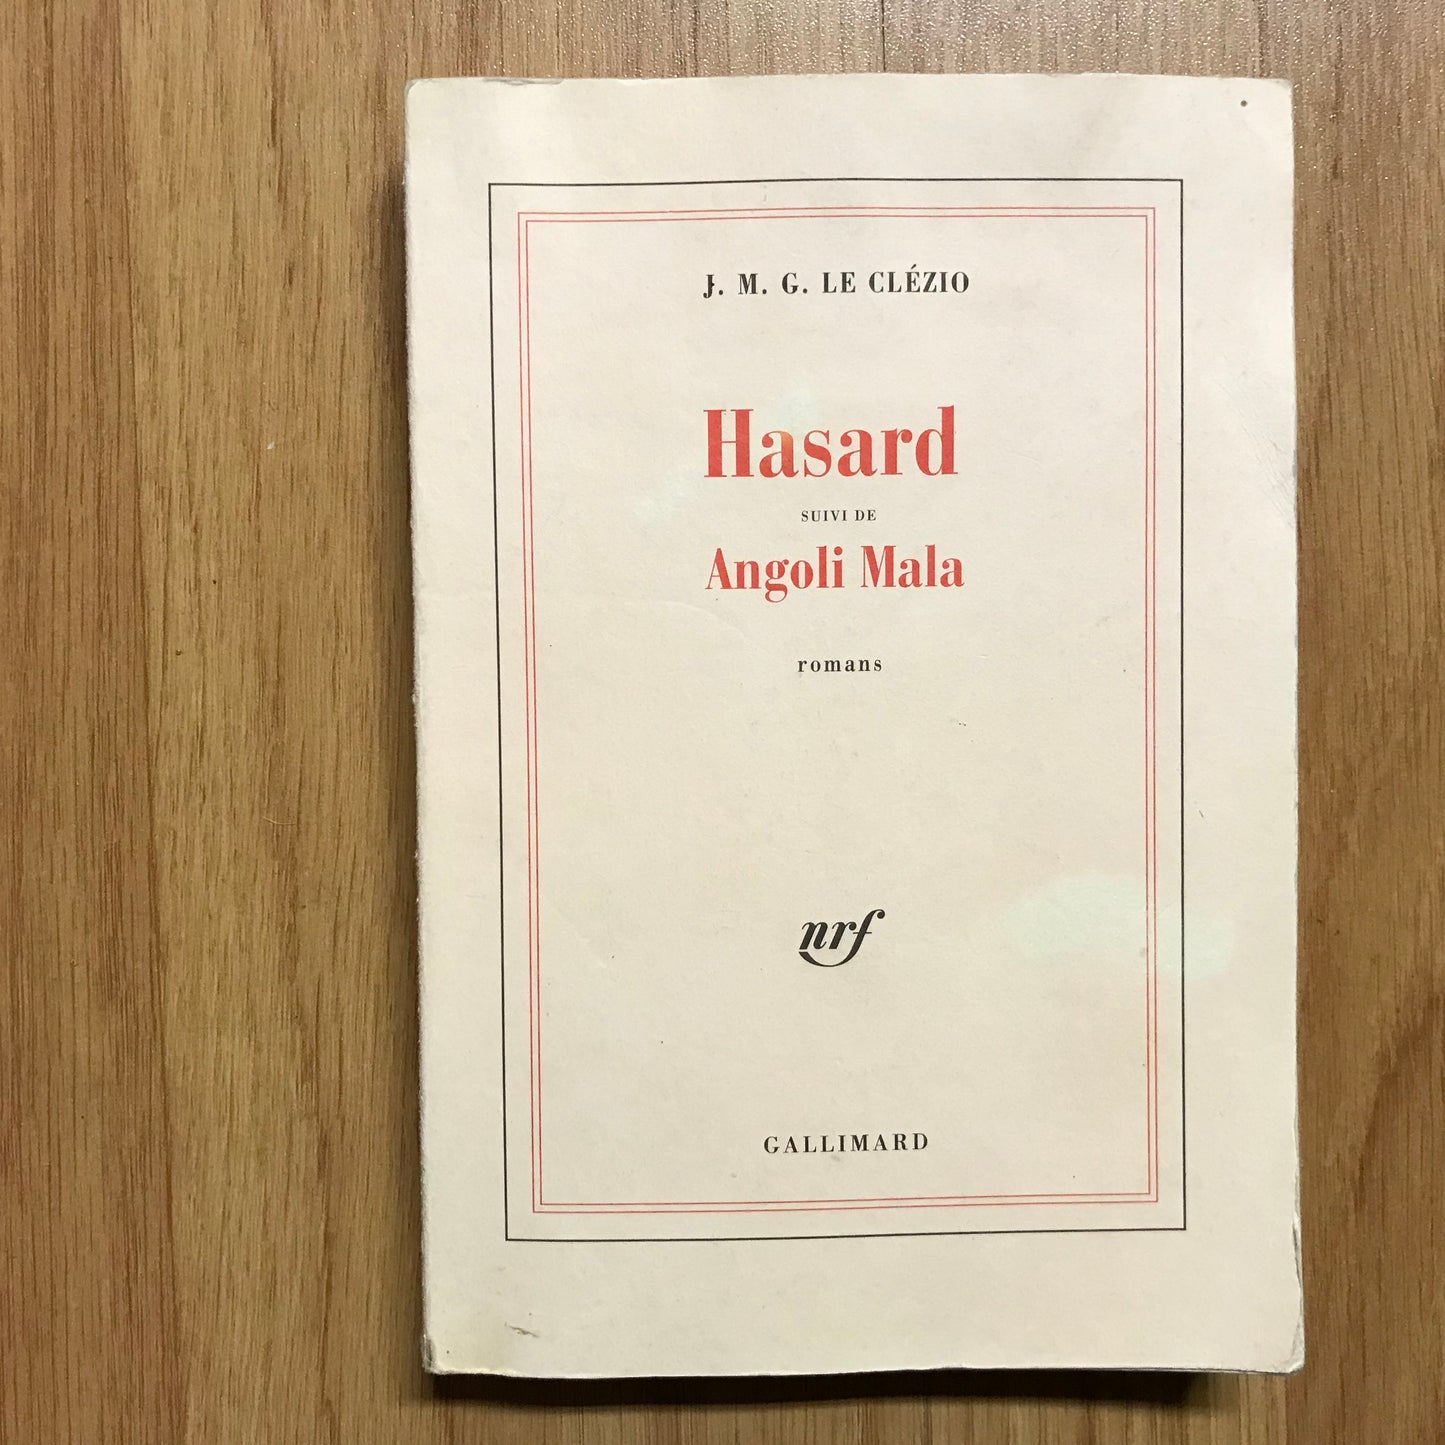 J. M. G. LE CLÉZIO
Hasard
SUIVI DE
Angoli Mala
romans
nrf
GALLIMARD